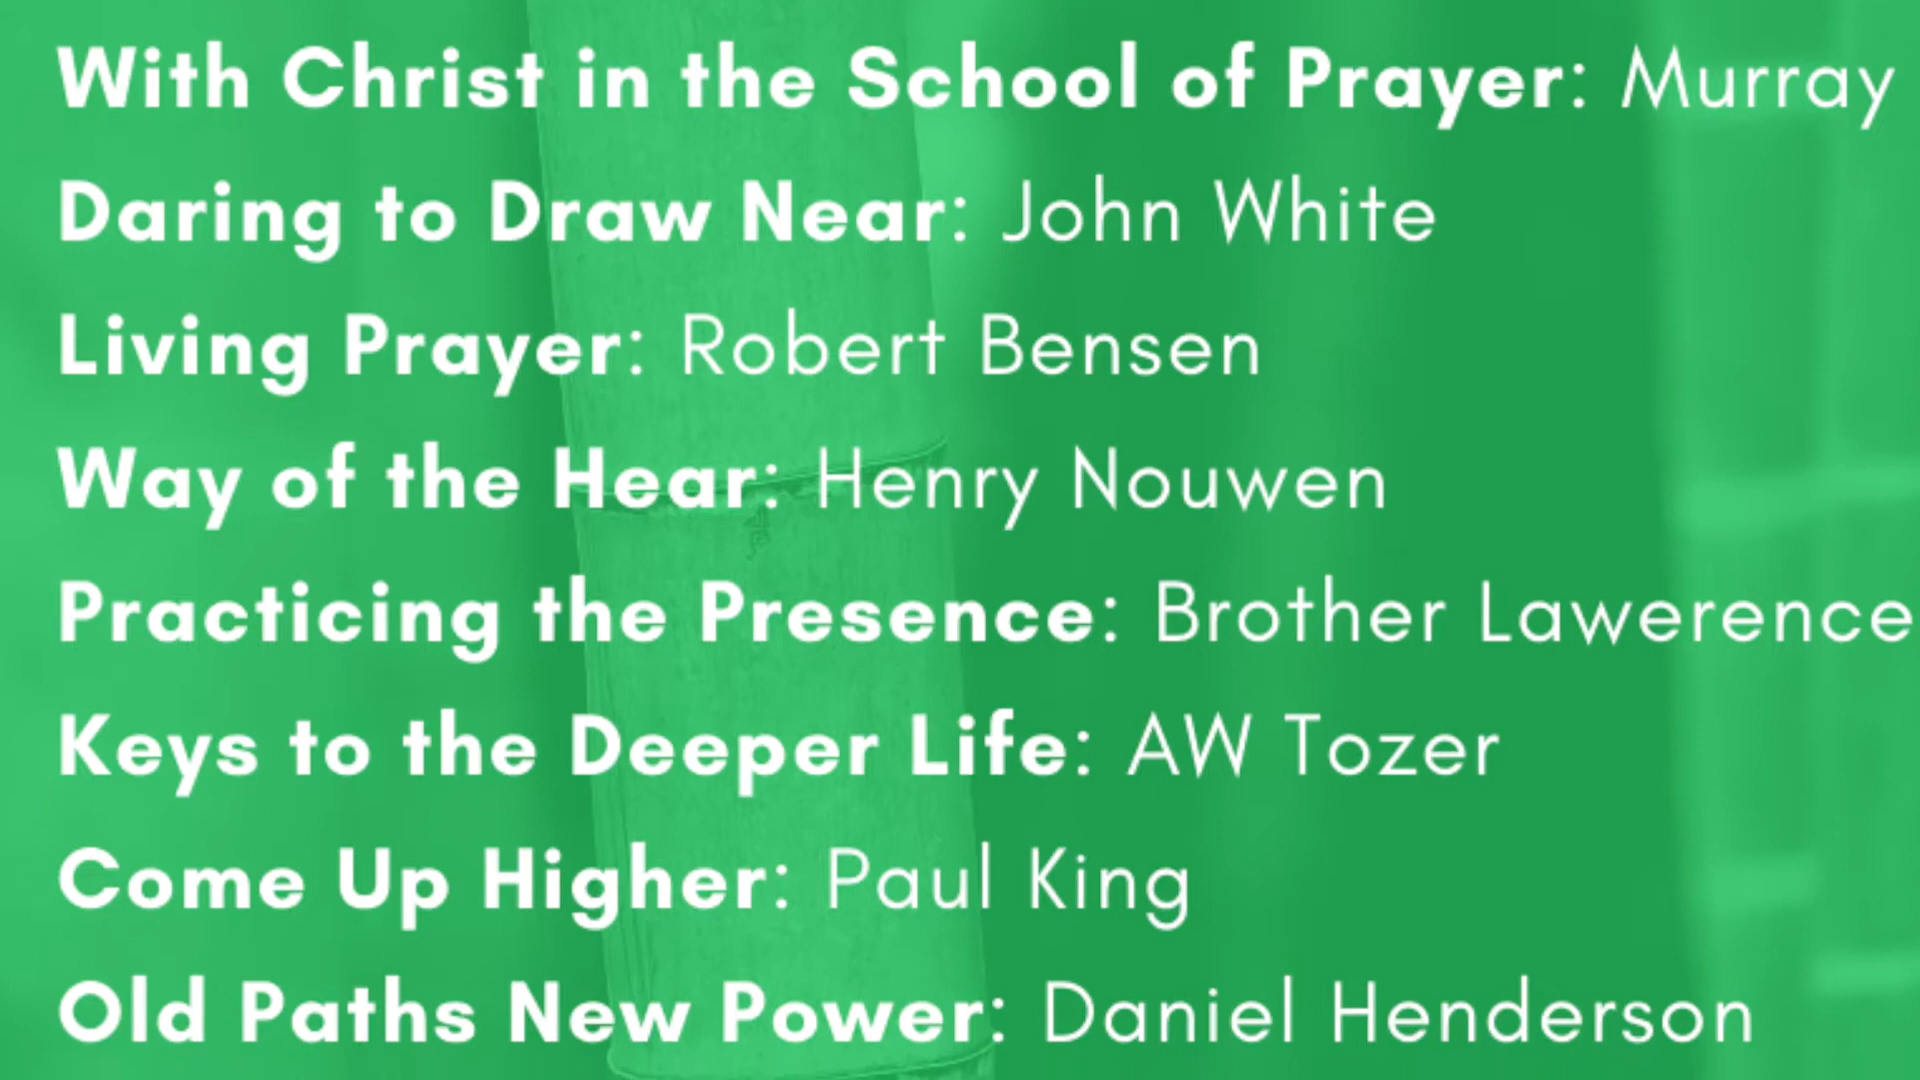 With Christ in the School of Prayer: Murray
Daring to Draw Near: John White
Living Prayer: Robert Bensen
Way of the Hear: Henry Nouwen
Practicing the Presence: Brother Lawerence
Keys to the Deeper Life: AW Tozer
Come Up Higher: Paul King
Old Paths New Power: Daniel Henderson